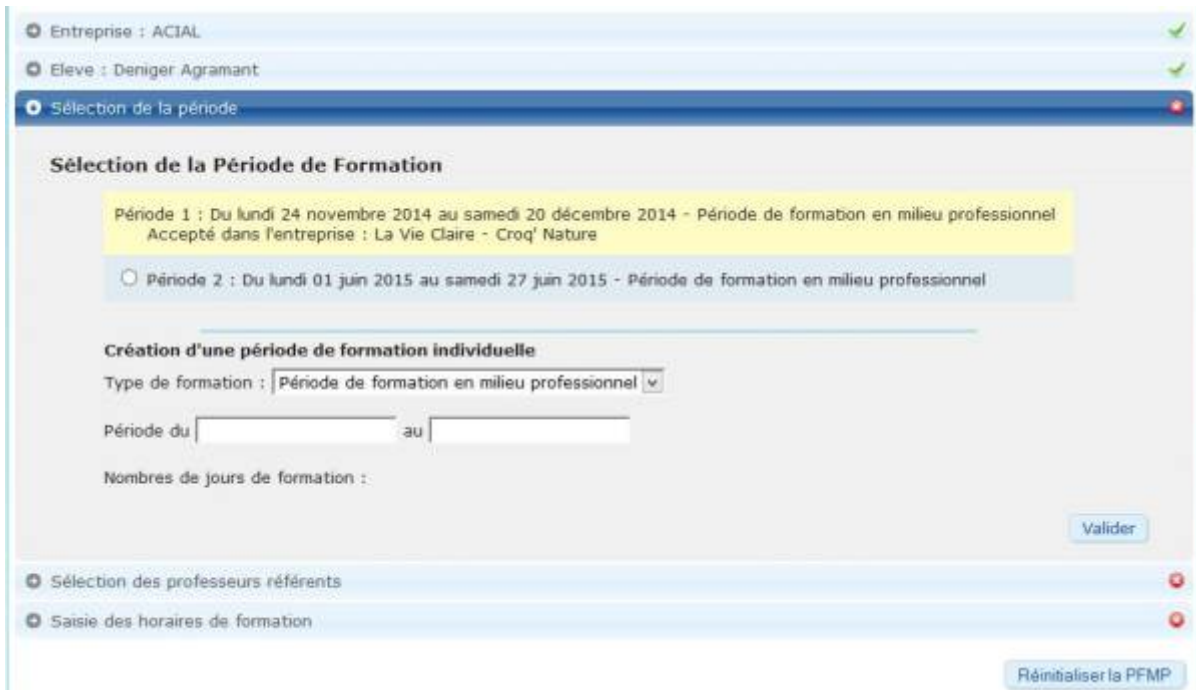 Entreprise : ACIAL
Eleve : Deniger Agramant
Sélection de la période
Sélection de la Période de Formation
Période 1 : Du lundi 24 novembre 2014 au samedi 20 décembre 2014 - Période de formation en milieu professionnel
Accepté dans l'entreprise : La Vie Claire - Croq' Nature
Période 2 : Du lundi 01 juin 2015 au samedi 27 juin 2015 - Période de formation en milieu professionnel
Création d'une période de formation individuelle
Type de formation : Période de formation en milieu professionnel
Période du au
Nombres de jours de formation :
Valider
Sélection des professeurs référents
Saisie des horaires de formation
Réinitialiser la PFMP